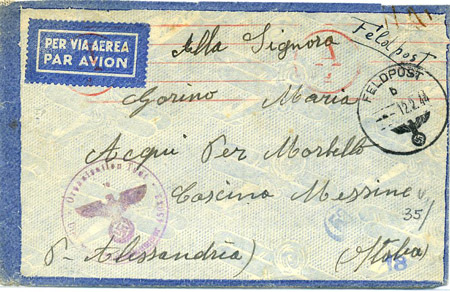 PER VIA AEREA
PAR AVION
Alla Signora
Feldpost
FELDPOST
b
12.2.44
Gorino Maria
Acqui Per Morbello
Cascina Messine
35/
Organisation Todt
P. Alessandria) (Italia)
18